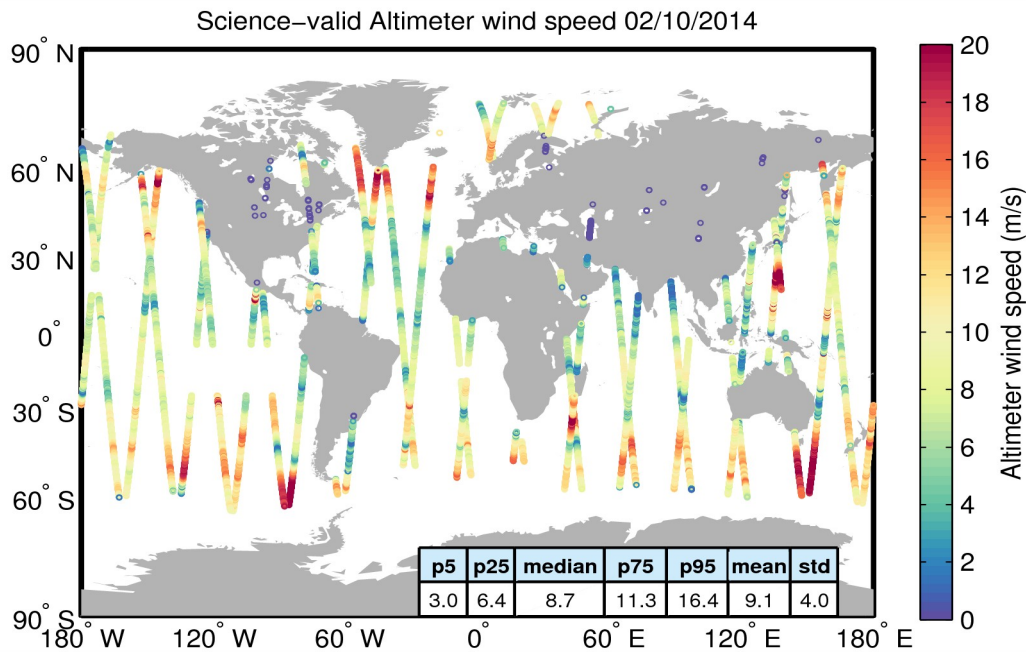 Science−valid Altimeter wind speed 02/10/2014
90° N
60° N
30° N
0°
30° S
60° S
90° S
180° W
120° W
60° W
0°
60° E
120° E
180° E
p5 p25 median p75 p95 mean std
3.0 6.4 8.7 11.3 16.4 9.1 4.0
20
18
16
14
12
10
8
6
4
2
0
Altimeter wind speed (m/s)